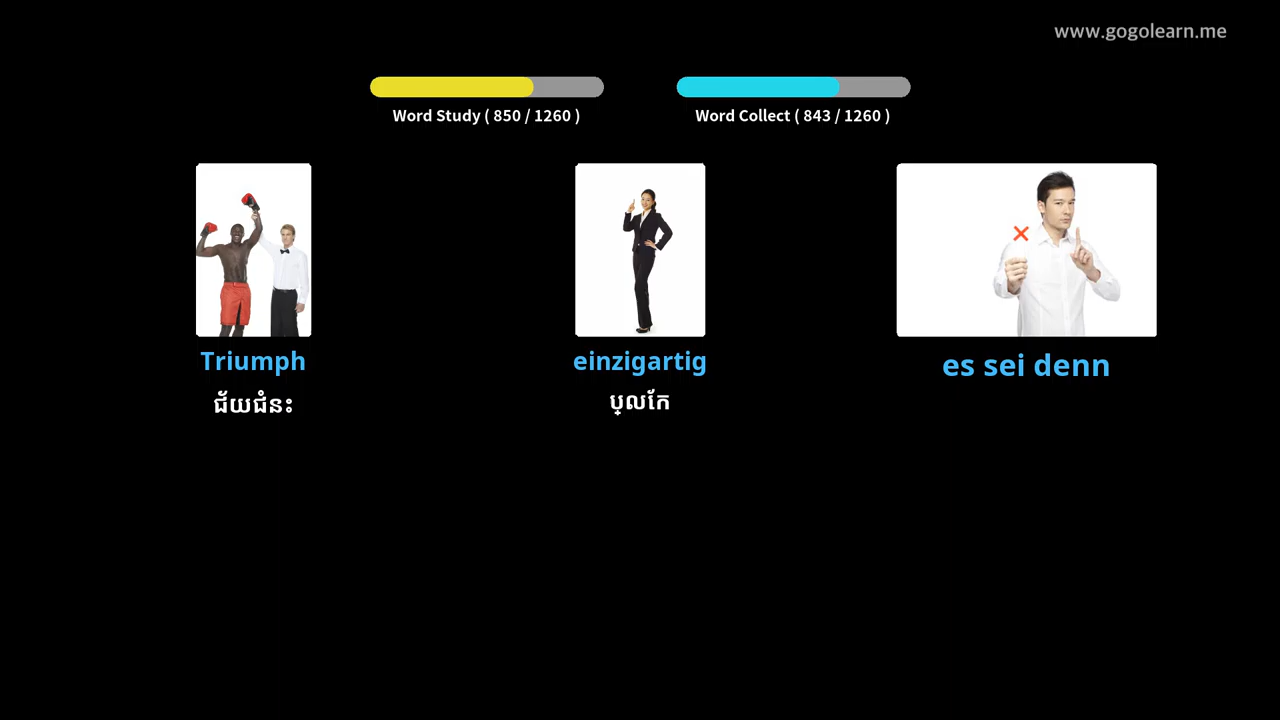 www.gogolearn.me
Word Study ( 850 / 1260 )
Word Collect ( 843 / 1260 )
Triumph
einzigartig
es sei denn
ជ័យជំនះ
ប្លែក